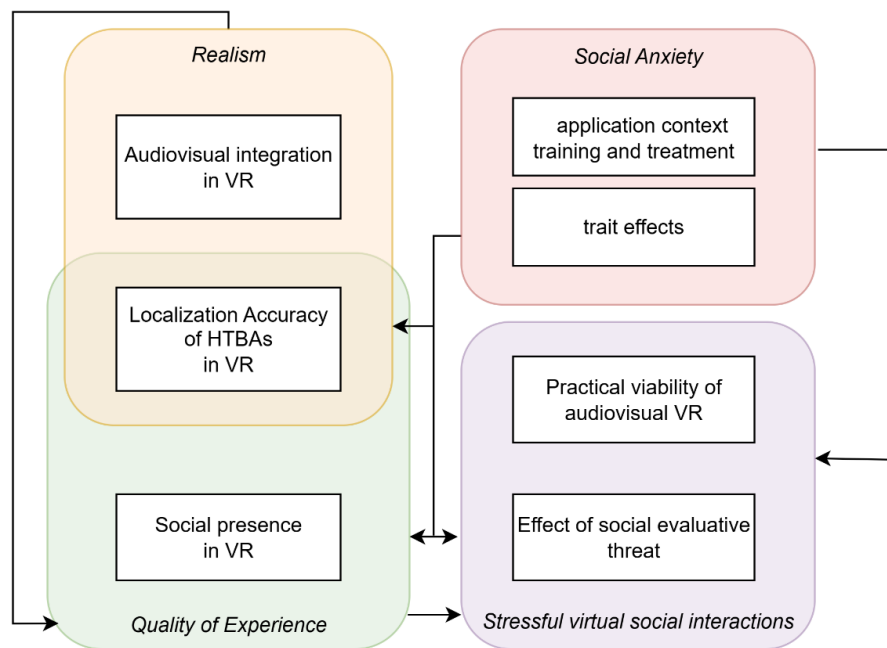 Realism
Audiovisual integration
in VR
Localization Accuracy
of HTBAs
in VR
Social presence
in VR
Quality of Experience
Social Anxiety
application context
training and treatment
trait effects
Practical viability of
audiovisual VR
Effect of social evaluative
threat
Stressful virtual social interactions